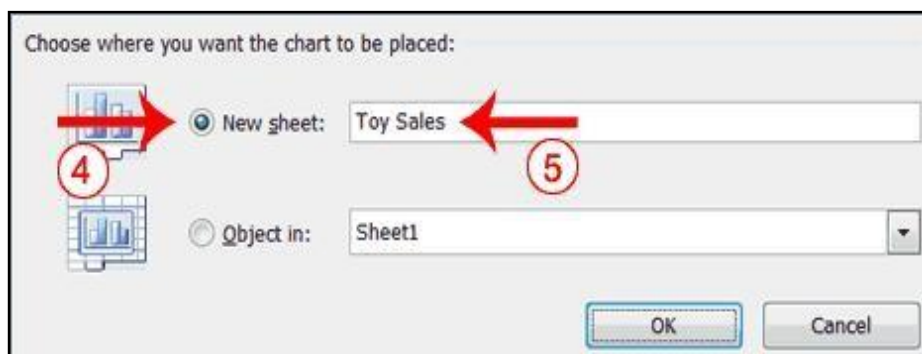 Choose where you want the chart to be placed:
4
New sheet:
Toy Sales
5
Object in:
Sheet1
OK
Cancel